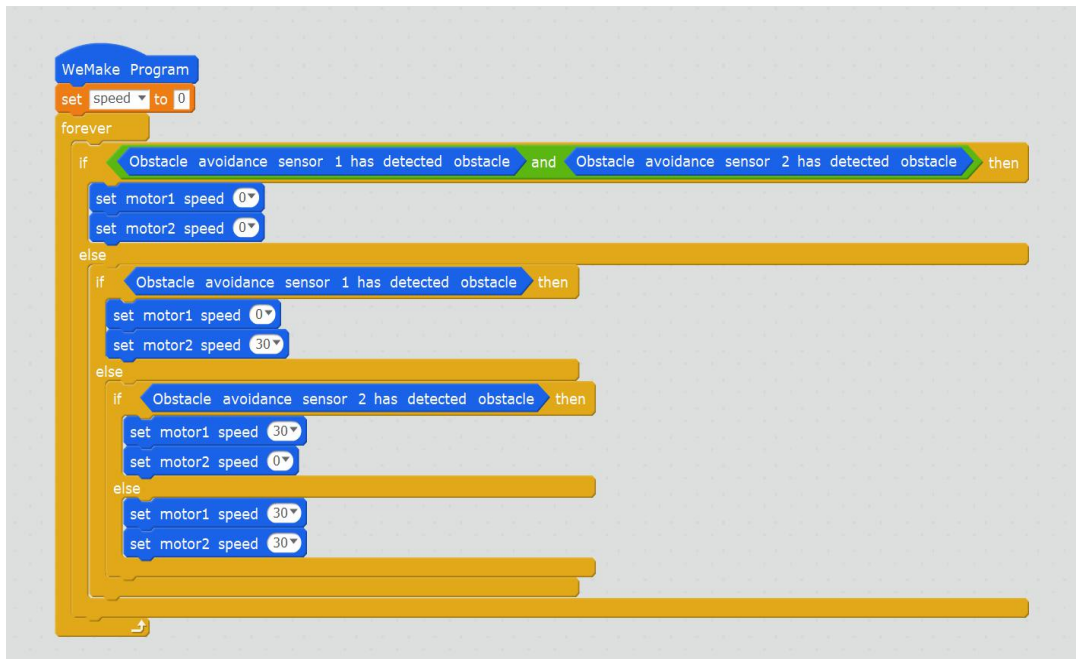 WeMake Program
set speed to 0
forever
if Obstacle avoidance sensor 1 has detected obstacle and Obstacle avoidance sensor 2 has detected obstacle then
set motor1 speed 0
set motor2 speed 0
else
if Obstacle avoidance sensor 1 has detected obstacle then
set motor1 speed 0
set motor2 speed 30
else
if Obstacle avoidance sensor 2 has detected obstacle then
set motor1 speed 30
set motor2 speed 0
else
set motor1 speed 30
set motor2 speed 30